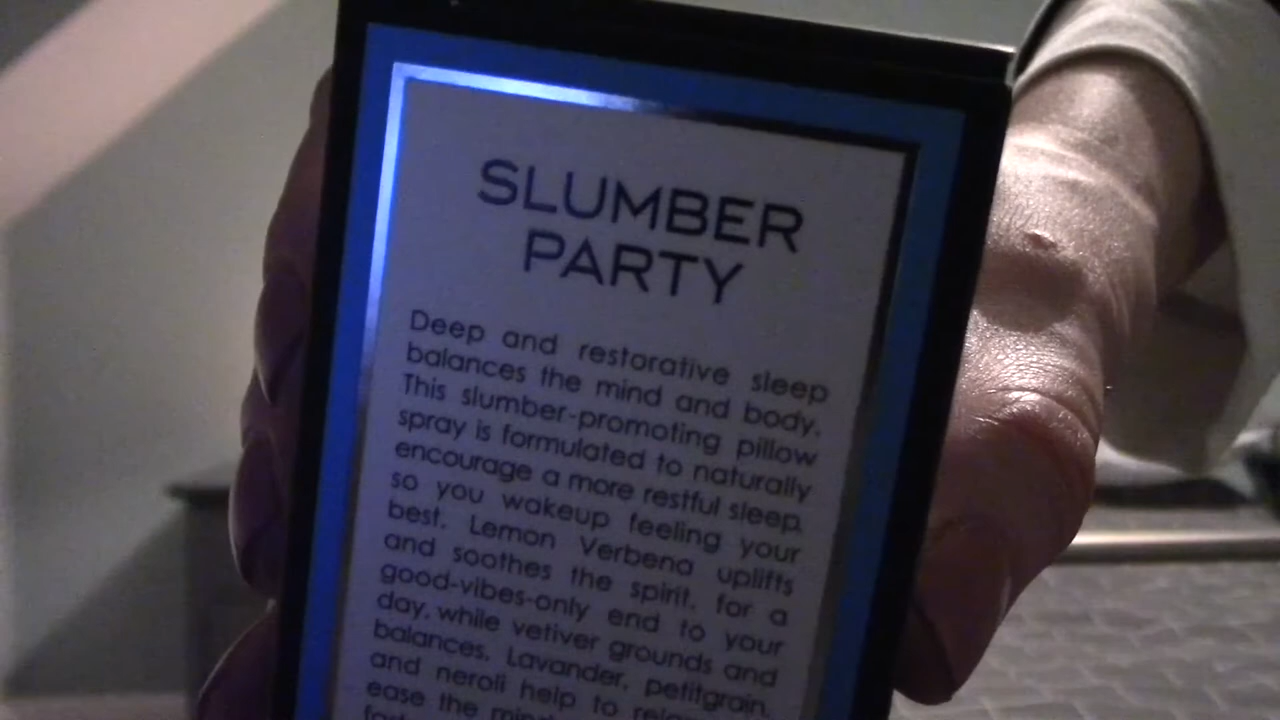 SLUMBER
PARTY
Deep and restorative sleep
balances the mind and body.
This slumber-promoting pillow
spray is formulated to naturally
encourage a more restful sleep,
so you wakeup feeling your
best. Lemon Verbena uplifts
and soothes the spirit, for a
good-vibes-only end to your
day, while vetiver grounds and
balances. Lavander, petitgrain,
and neroli help to
ease the